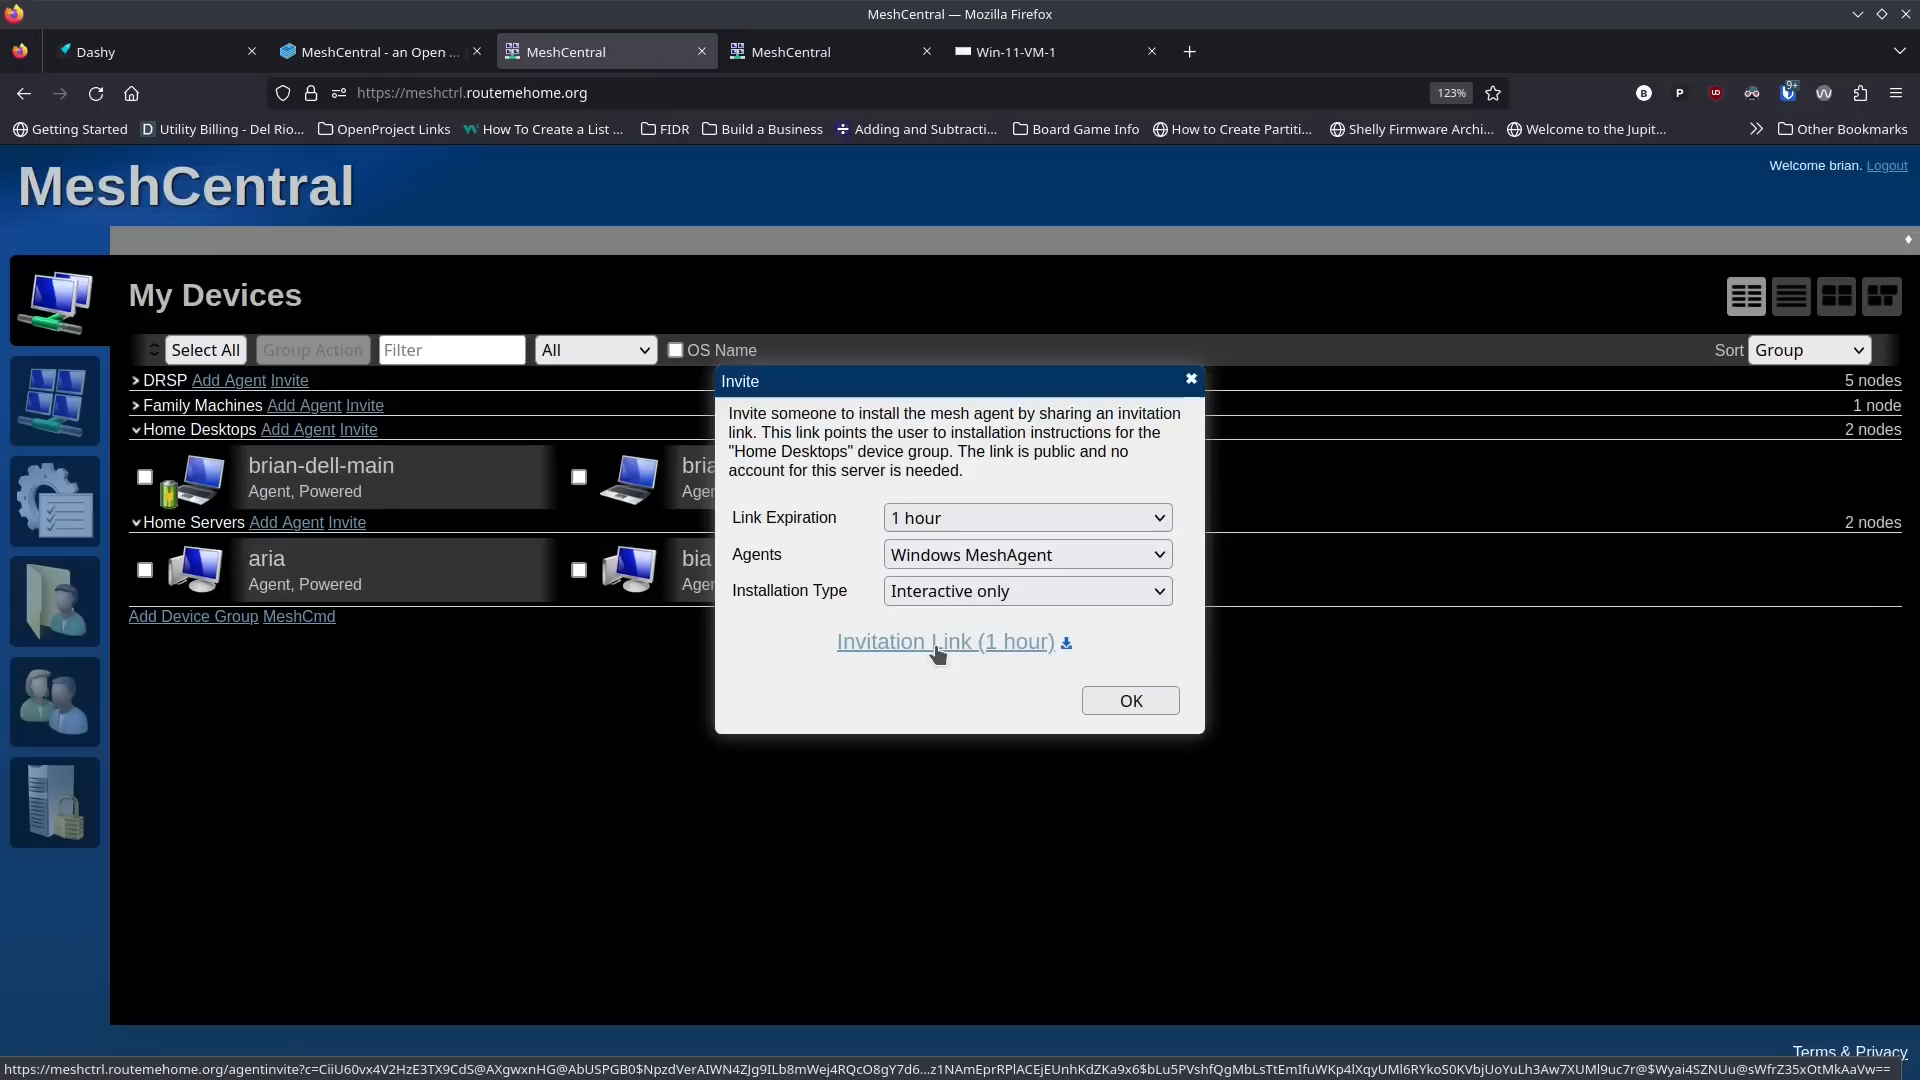 MeshCentral — Mozilla Firefox
Dashy
MeshCentral - an Open ...
MeshCentral
MeshCentral
Win-11-VM-1
https://meshctrl.routemehome.org
123%
9+
Getting Started
Utility Billing - Del Rio...
OpenProject Links
How To Create a List ...
FIDR
Build a Business
Adding and Subtracti...
Board Game Info
How to Create Partiti...
Shelly Firmware Archi...
Welcome to the Jupit...
Other Bookmarks
MeshCentral
Welcome brian. Logout
My Devices
Select All
Group Action
Filter
All
OS Name
Sort
Group
DRSP Add Agent Invite
5 nodes
Family Machines Add Agent Invite
1 node
Home Desktops Add Agent Invite
2 nodes
brian-dell-main
Agent, Powered
bria
Agen
Home Servers Add Agent Invite
2 nodes
aria
Agent, Powered
bia
Agen
Add Device Group MeshCmd
Invite
Invite someone to install the mesh agent by sharing an invitation
link. This link points the user to installation instructions for the
"Home Desktops" device group. The link is public and no
account for this server is needed.
Link Expiration
1 hour
Agents
Windows MeshAgent
Installation Type
Interactive only
Invitation Link (1 hour)
OK
Terms & Privacy